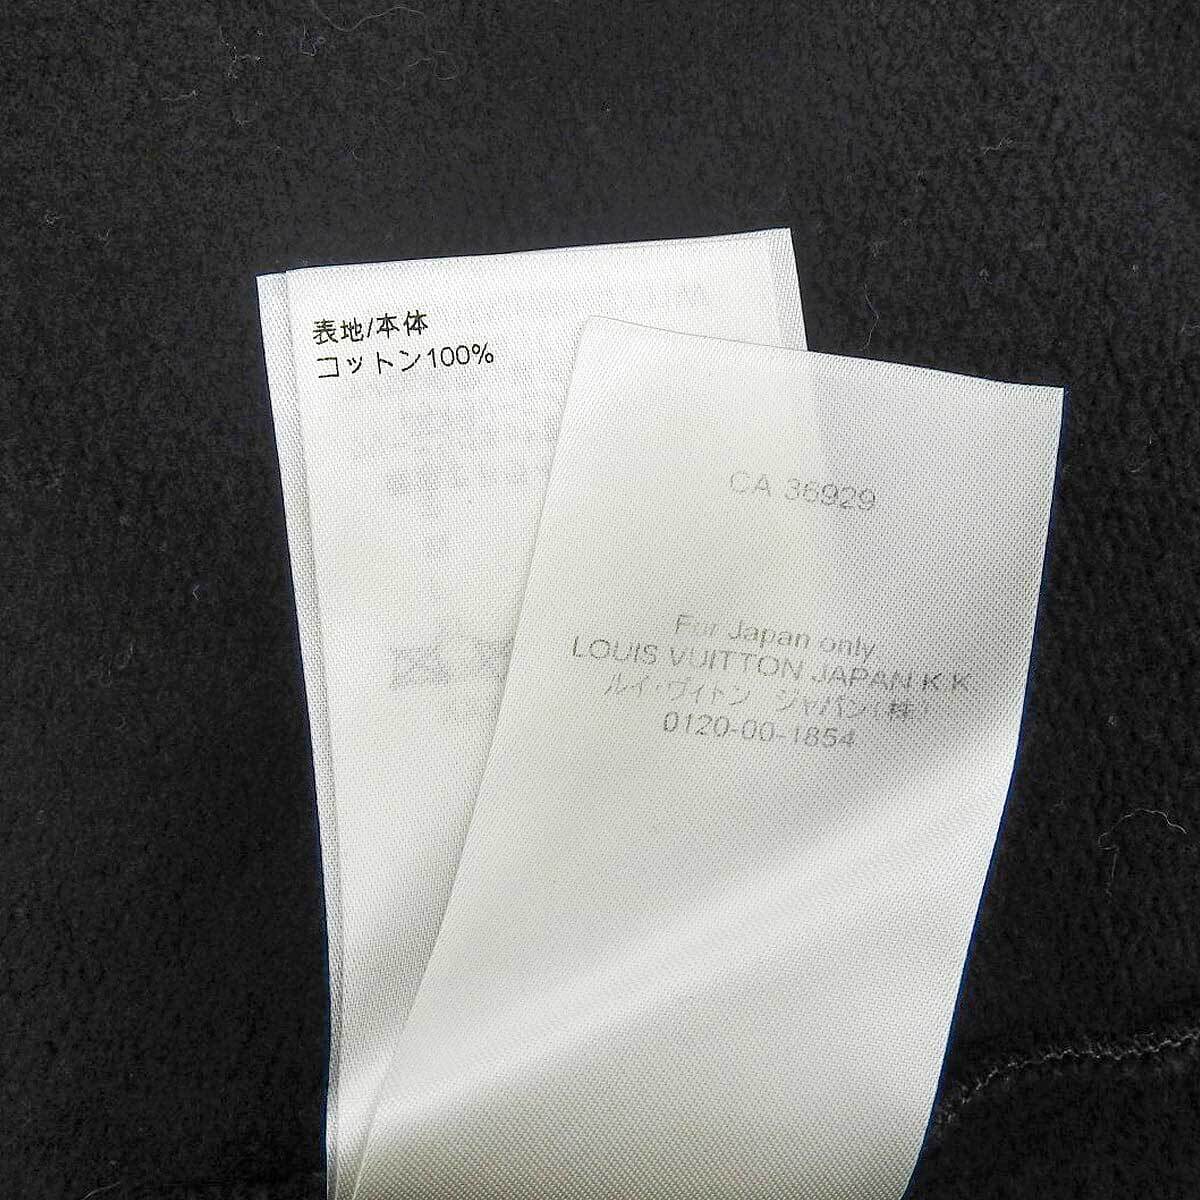 表地/本体
コットン100%
CA 36929
For Japan only
LOUIS VUITTON JAPAN K.K
ルイ・ヴィトン ジャパン(株)
0120-00-1854